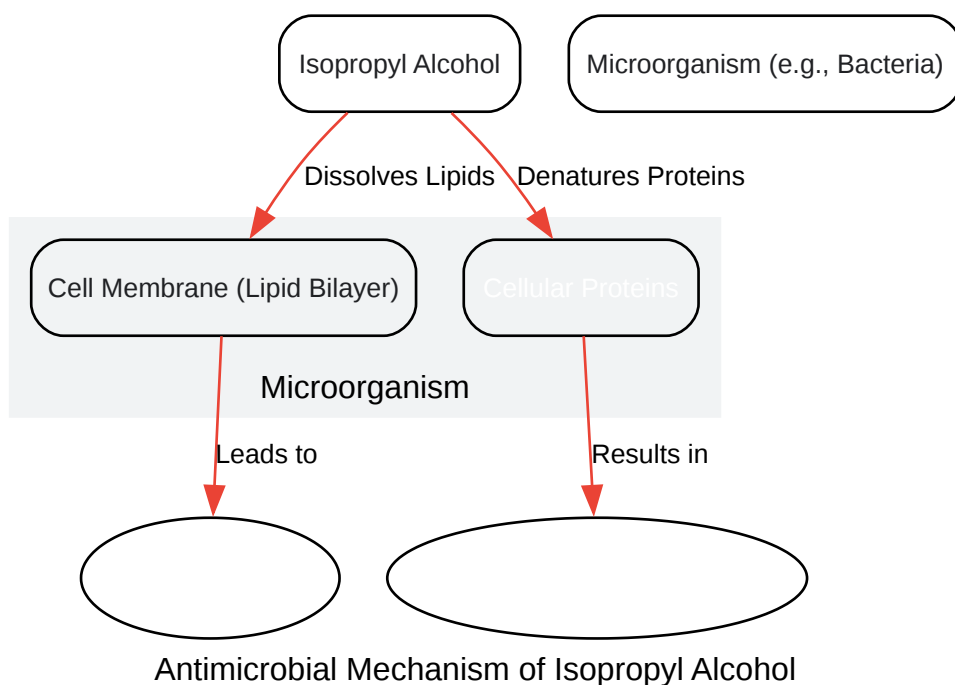 Isopropyl Alcohol
Microorganism (e.g., Bacteria)
Dissolves Lipids
Denatures Proteins
Cell Membrane (Lipid Bilayer)
Cellular Proteins
Microorganism
Leads to
Results in
Antimicrobial Mechanism of Isopropyl Alcohol